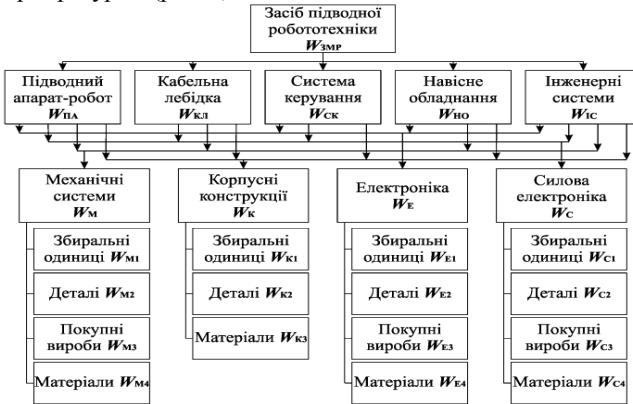 Засіб підводної
робототехніки
WЗМР
Підводний
апарат-робот
WПА
Кабельна
лебідка
WКЛ
Система
керування
WСК
Навісне
обладнання
WНО
Інженерні
системи
WІС
Механічні
системи
WМ
Корпусні
конструкції
WК
Електроніка
WЕ
Силова
електроніка
WС
Збиральні
одиниці WМ1
Деталі WМ2
Покупні
вироби WМ3
Матеріали WМ4
Збиральні
одиниці WК1
Деталі WК2
Матеріали WК3
Збиральні
одиниці WЕ1
Деталі WЕ2
Покупні
вироби WЕ3
Матеріали WЕ4
Збиральні
одиниці WС1
Деталі WС2
Покупні
вироби WС3
Матеріали WС4